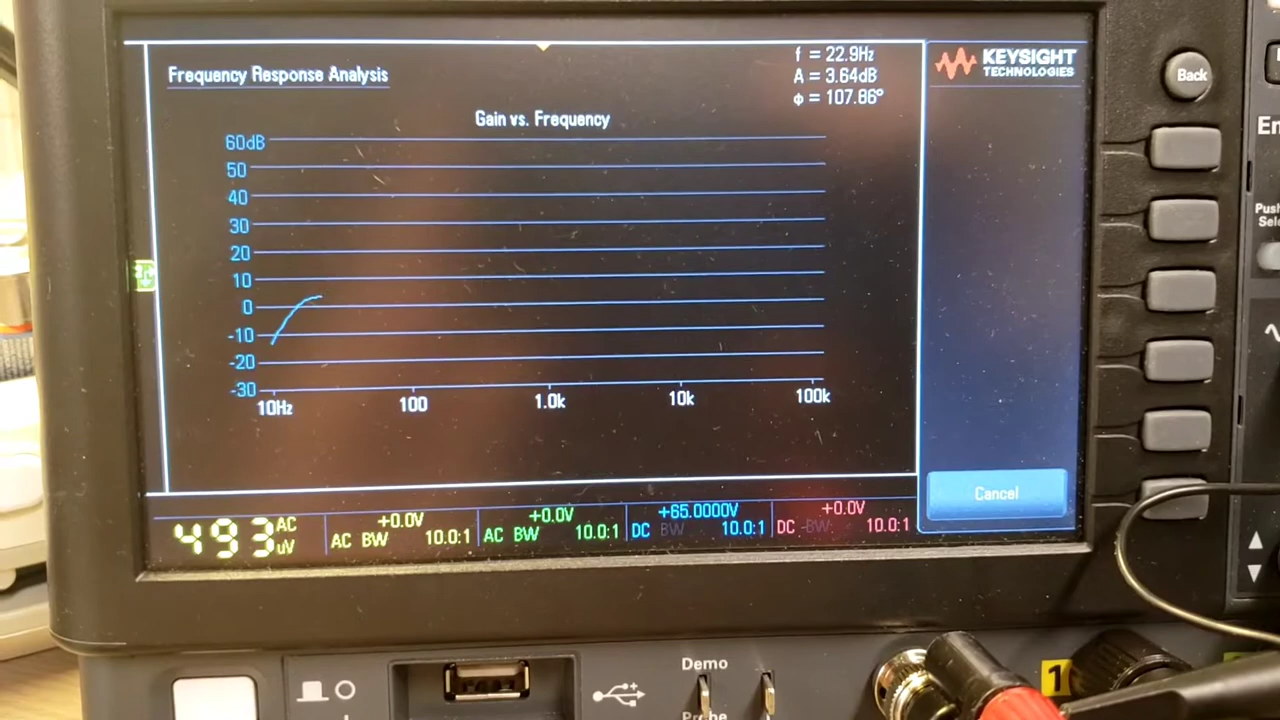 Frequency Response Analysis
f = 22.9Hz
A = 3.64dB
ϕ = 107.86°
KEYSIGHT
TECHNOLOGIES
Back
Gain vs. Frequency
60dB
50
40
30
20
10
0
-10
-20
-30
10Hz 100 1.0k 10k 100k
Cancel
493 AC uV
+0.0V
AC BW 10.0:1
+0.0V
AC BW 10.0:1
+65.0000V
DC BW 10.0:1
+0.0V
DC BW 10.0:1
Push
Demo
1